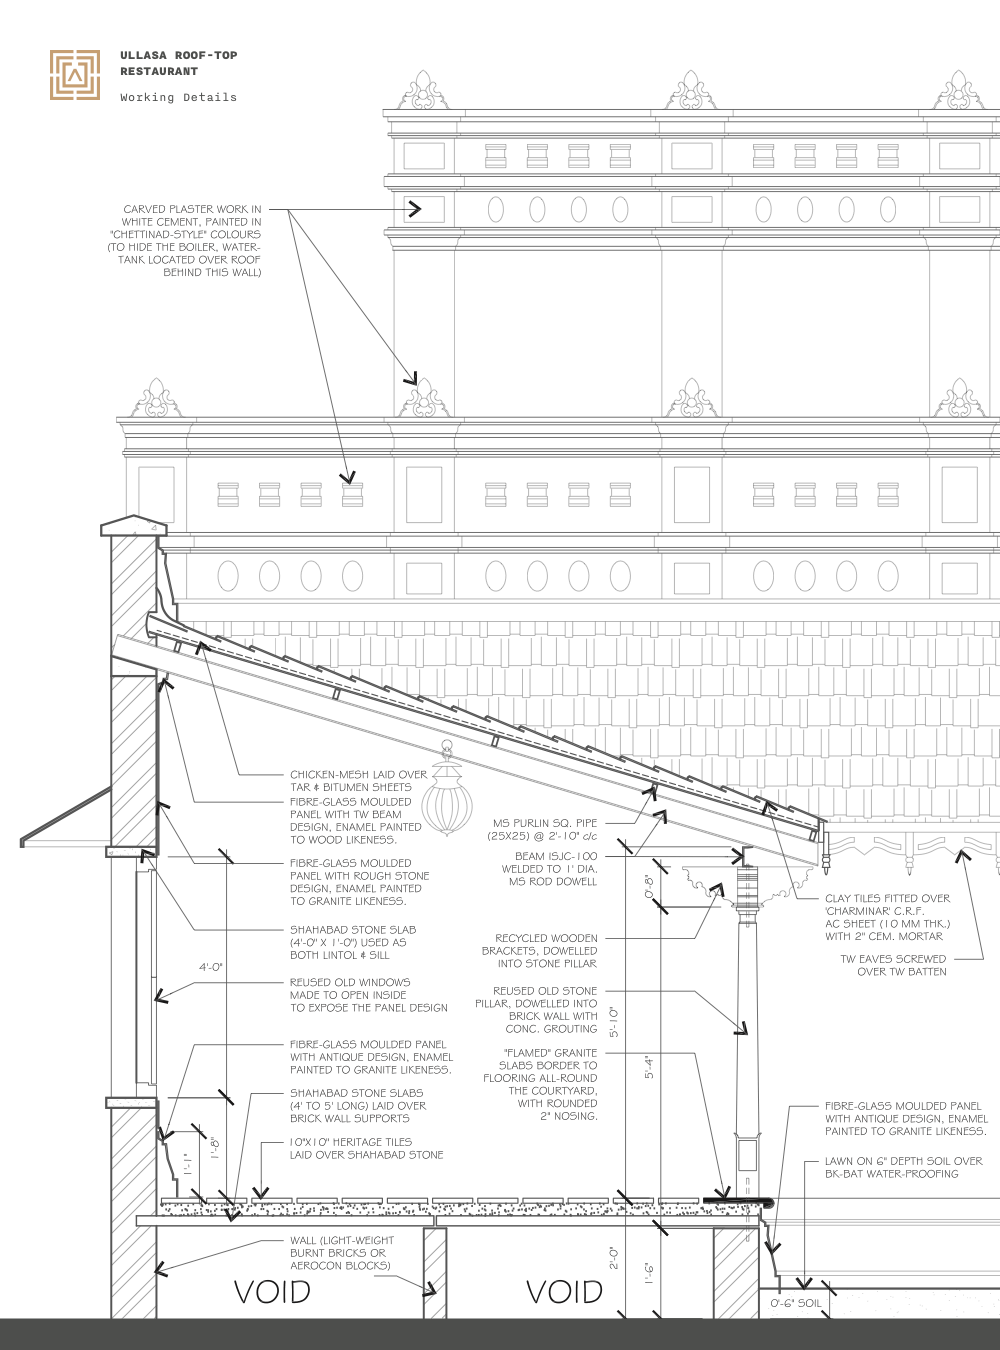 ULLASA ROOF-TOP
RESTAURANT
Working Details
CARVED PLASTER WORK IN
WHITE CEMENT, PAINTED IN
"CHETTINAD-STYLE" COLOURS
(TO HIDE THE BOILER, WATER-
TANK LOCATED OVER ROOF
BEHIND THIS WALL)
CHICKEN-MESH LAID OVER
TAR & BITUMEN SHEETS
FIBRE-GLASS MOULDED
PANEL WITH TW BEAM
DESIGN, ENAMEL PAINTED
TO WOOD LIKENESS.
FIBRE-GLASS MOULDED
PANEL WITH ROUGH STONE
DESIGN, ENAMEL PAINTED
TO GRANITE LIKENESS.
SHAHABAD STONE SLAB
(4'-0" X 1'-0") USED AS
BOTH LINTOL & SILL
4'-0"
REUSED OLD WINDOWS
MADE TO OPEN INSIDE
TO EXPOSE THE PANEL DESIGN
FIBRE-GLASS MOULDED PANEL
WITH ANTIQUE DESIGN, ENAMEL
PAINTED TO GRANITE LIKENESS.
SHAHABAD STONE SLABS
(4' TO 5' LONG) LAID OVER
BRICK WALL SUPPORTS
10"X10" HERITAGE TILES
LAID OVER SHAHABAD STONE
1'-1"
1'-8"
WALL (LIGHT-WEIGHT
BURNT BRICKS OR
AEROCON BLOCKS)
VOID
MS PURLIN SQ. PIPE
(25X25) @ 2'-10" c/c
BEAM ISJC-100
WELDED TO 1' DIA.
MS ROD DOWELL
0'-8"
RECYCLED WOODEN
BRACKETS, DOWELLED
INTO STONE PILLAR
REUSED OLD STONE
PILLAR, DOWELLED INTO
BRICK WALL WITH
CONC. GROUTING
5'-10"
"FLAMED" GRANITE
SLABS BORDER TO
FLOORING ALL-ROUND
THE COURTYARD,
WITH ROUNDED
2" NOSING.
5'-4"
VOID
2'-0"
1'-6"
CLAY TILES FITTED OVER
'CHARMINAR' C.R.F.
AC SHEET (10 MM THK.)
WITH 2" CEM. MORTAR
TW EAVES SCREWED
OVER TW BATTEN
FIBRE-GLASS MOULDED PANEL
WITH ANTIQUE DESIGN, ENAMEL
PAINTED TO GRANITE LIKENESS.
LAWN ON 6" DEPTH SOIL OVER
BK-BAT WATER-PROOFING
0'-6" SOIL